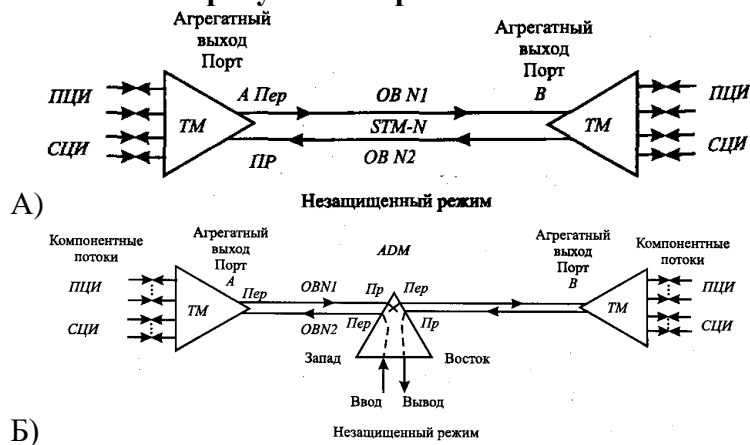 Агрегатный
выход
Порт
Агрегатный
выход
Порт
ПЦИ
СЦИ
ТМ
А Пер
ОВ N1
В
STM-N
ПР
ОВ N2
ТМ
ПЦИ
СЦИ
А)
Незащищенный режим
Компонентные
потоки
Агрегатный
выход
Порт
А
ADM
Агрегатный
выход
Порт
В
Компонентные
потоки
ПЦИ
СЦИ
ТМ
Пер
ОВN1
Пр
Пер
ОВN2
Пер
Пр
ТМ
ПЦИ
СЦИ
Запад
Восток
Ввод
Вывод
Б)
Незащищенный режим